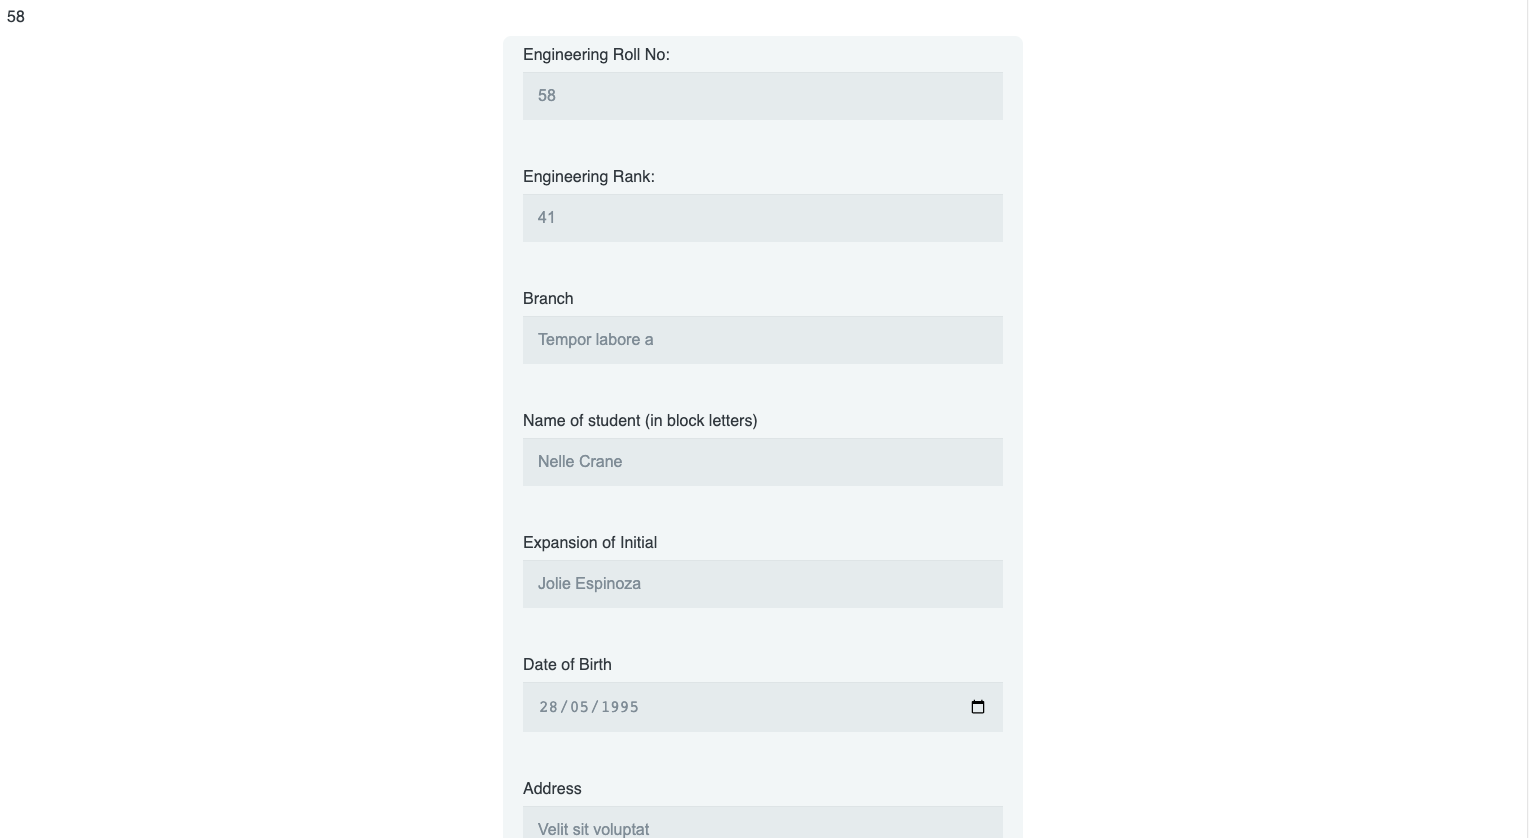 58
Engineering Roll No:
58
Engineering Rank:
41
Branch
Tempor labore a
Name of student (in block letters)
Nelle Crane
Expansion of Initial
Jolie Espinoza
Date of Birth
28/05/1995
Address
Velit sit voluptat